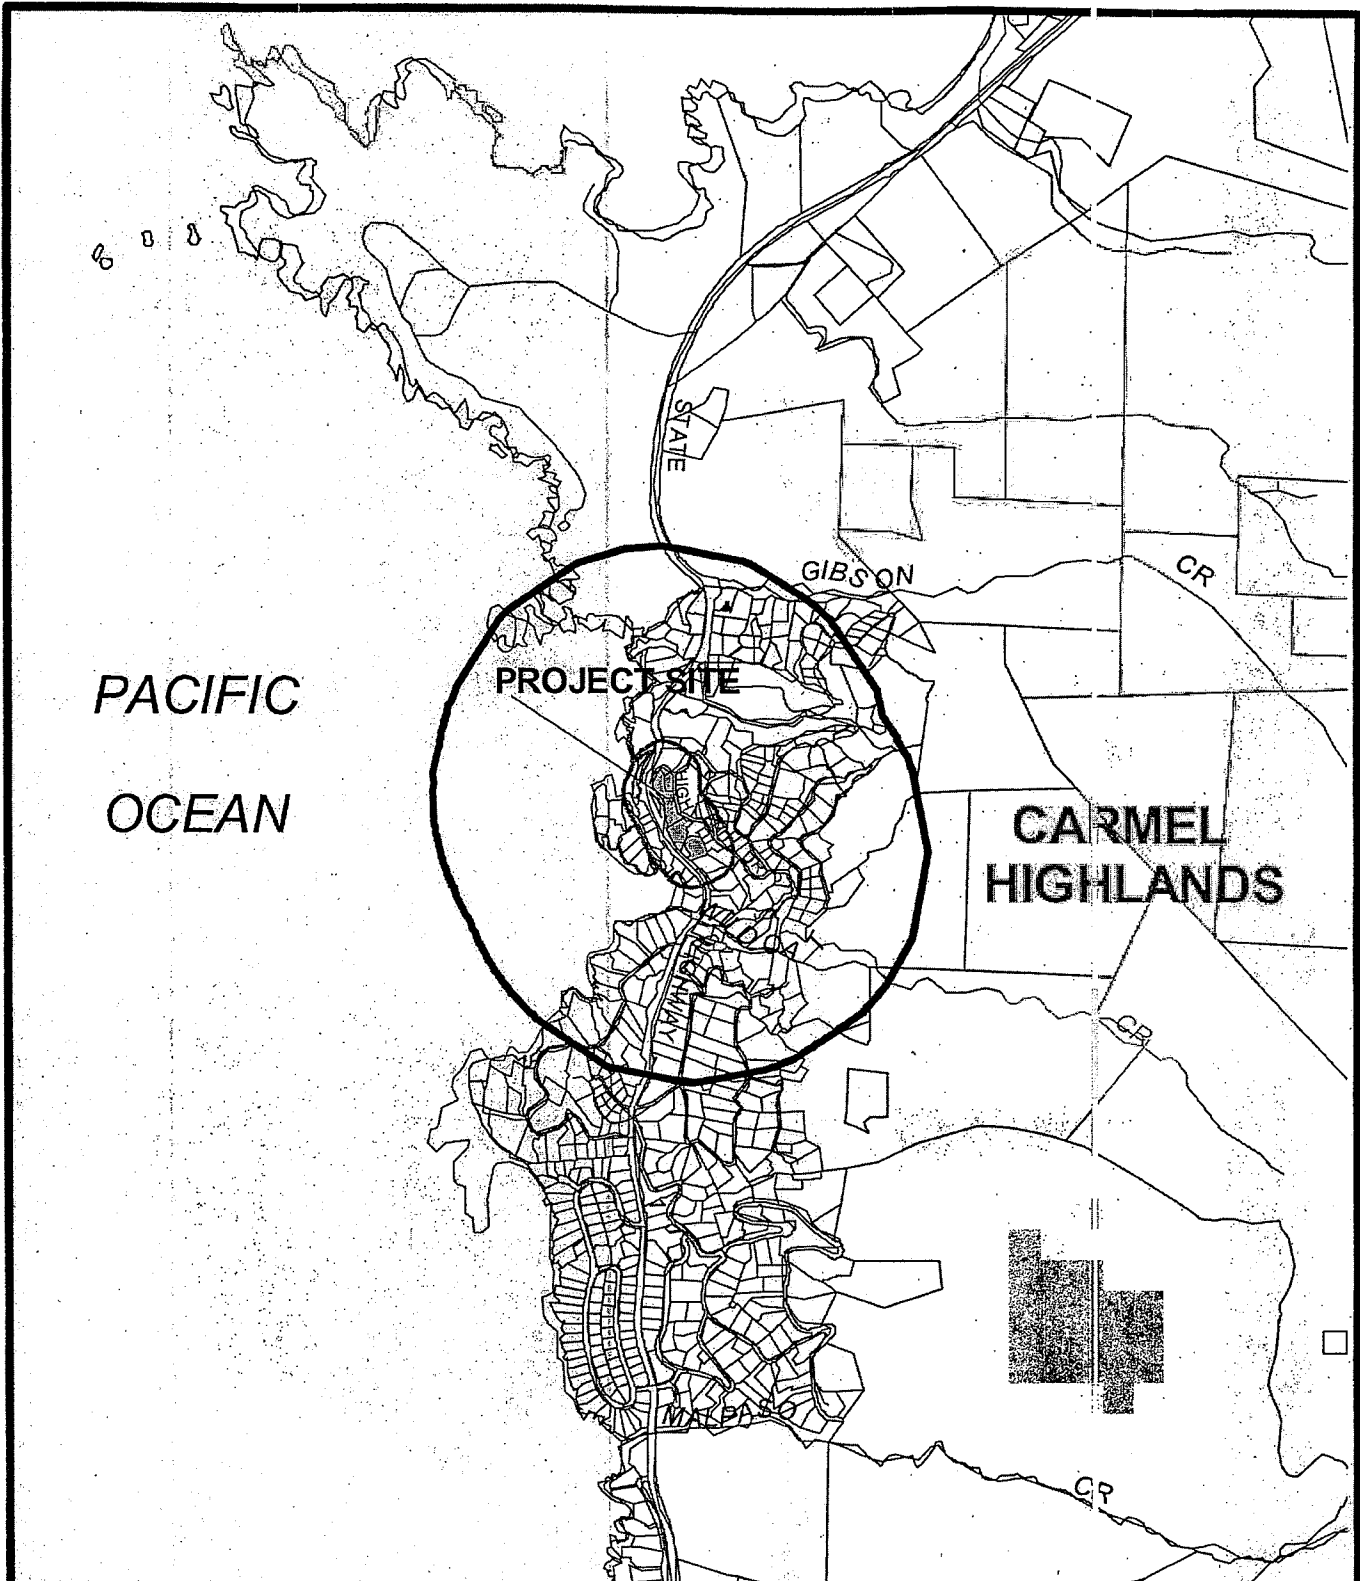 STATE
GIBSON
CR
PROJECT SITE
PACIFIC
OCEAN
CARMEL
HIGHLANDS
HIGHWAY
CR
MALPASO
CR